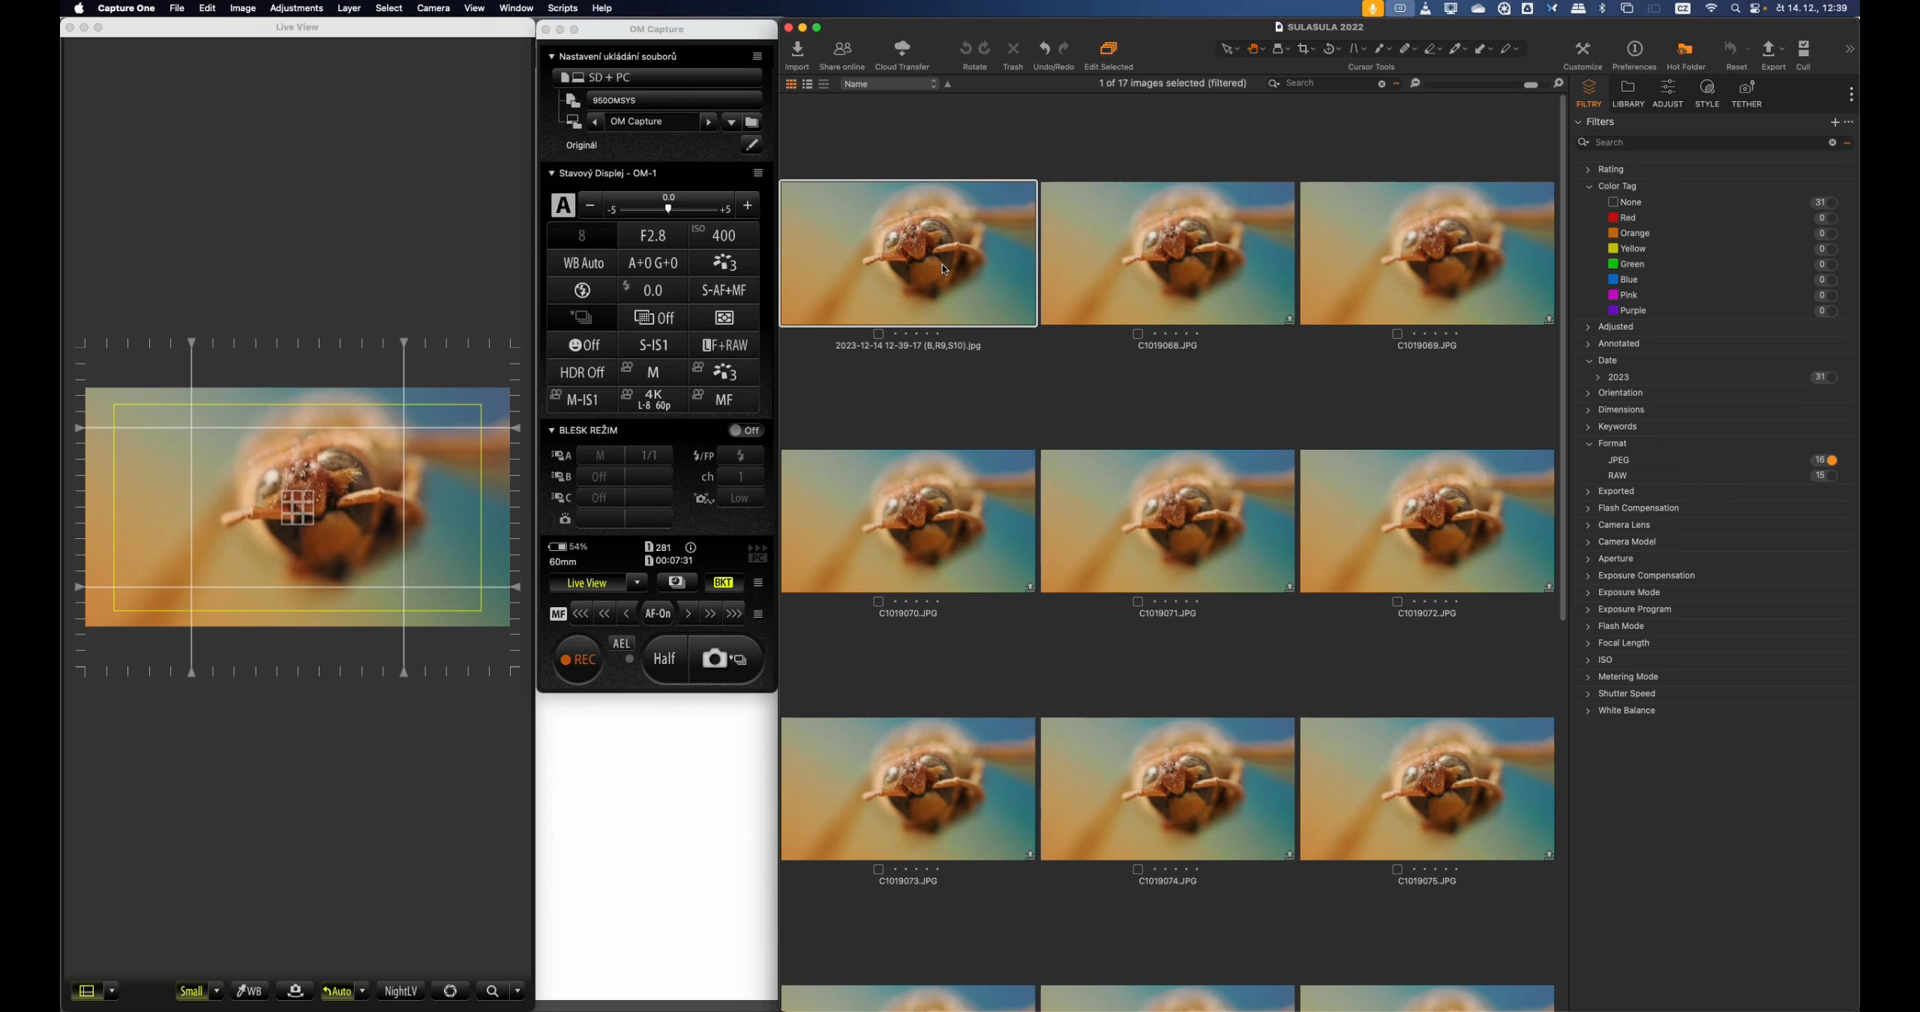 Capture One File Edit Image Adjustments Layer Select Camera View Window Scripts Help
CZ čt 14. 12., 12:39
Live View
Small
WB
Auto
NightLV
OM Capture
Nastavení ukládání souborů
SD + PC
950OMSYS
OM Capture
Originál
Stavový Displej - OM-1
A
0.0
-5 +5
8 F2.8 ISO 400
WB Auto A+0 G+0 3
0.0 S-AF+MF
Off
Off S-IS1 LF+RAW
HDR Off M 3
M-IS1 4K L-8 60p MF
BLESK REŽIM Off
A M 1/1 /FP
B Off ch 1
C Off Low
54% 281
60mm 00:07:31
PC
Live View BKT
MF AF-On
AEL
REC Half
SULASULA 2022
Import Share online Cloud Transfer Rotate Trash Undo/Redo Edit Selected Cursor Tools Customize Preferences Hot Folder Reset Export Cull
Name 1 of 17 images selected (filtered) Search
2023-12-14 12-39-17 (B,R9,S10).jpg
C1019068.JPG
C1019069.JPG
C1019070.JPG
C1019071.JPG
C1019072.JPG
C1019073.JPG
C1019074.JPG
C1019075.JPG
FILTRY LIBRARY ADJUST STYLE TETHER
Filters
Search
Rating
Color Tag
None 31
Red 0
Orange 0
Yellow 0
Green 0
Blue 0
Pink 0
Purple 0
Adjusted
Annotated
Date
2023 31
Orientation
Dimensions
Keywords
Format
JPEG 16
RAW 15
Exported
Flash Compensation
Camera Lens
Camera Model
Aperture
Exposure Compensation
Exposure Mode
Exposure Program
Flash Mode
Focal Length
ISO
Metering Mode
Shutter Speed
White Balance